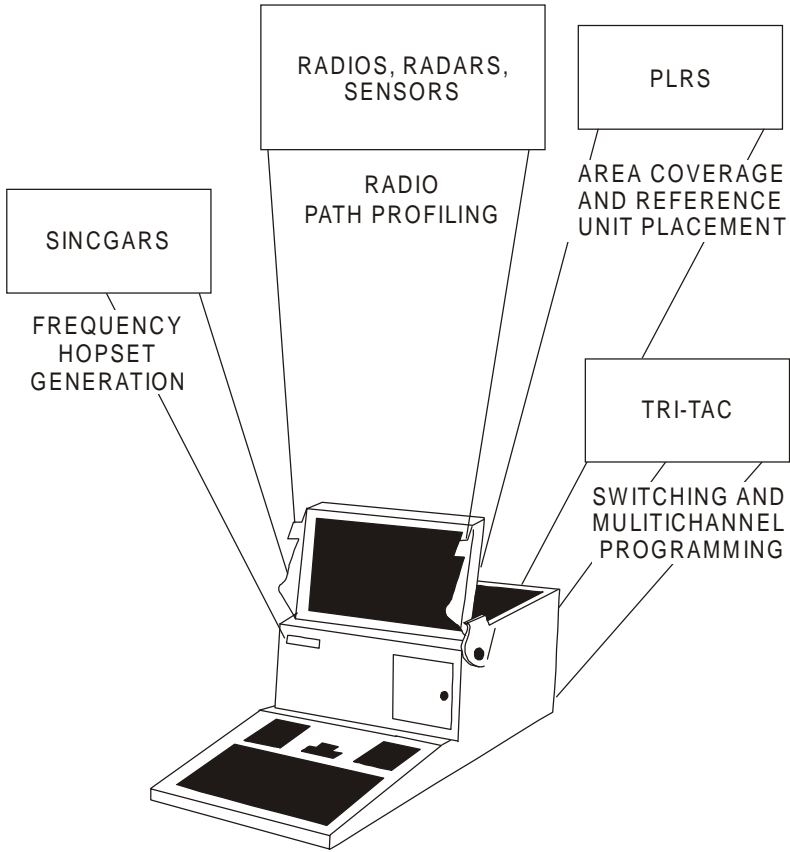 RADIOS, RADARS,
SENSORS
PLRS
RADIO
PATH PROFILING
AREA COVERAGE
AND REFERENCE
UNIT PLACEMENT
SINCGARS
FREQUENCY
HOPSET
GENERATION
TRI-TAC
SWITCHING AND
MULITICHANNEL
PROGRAMMING